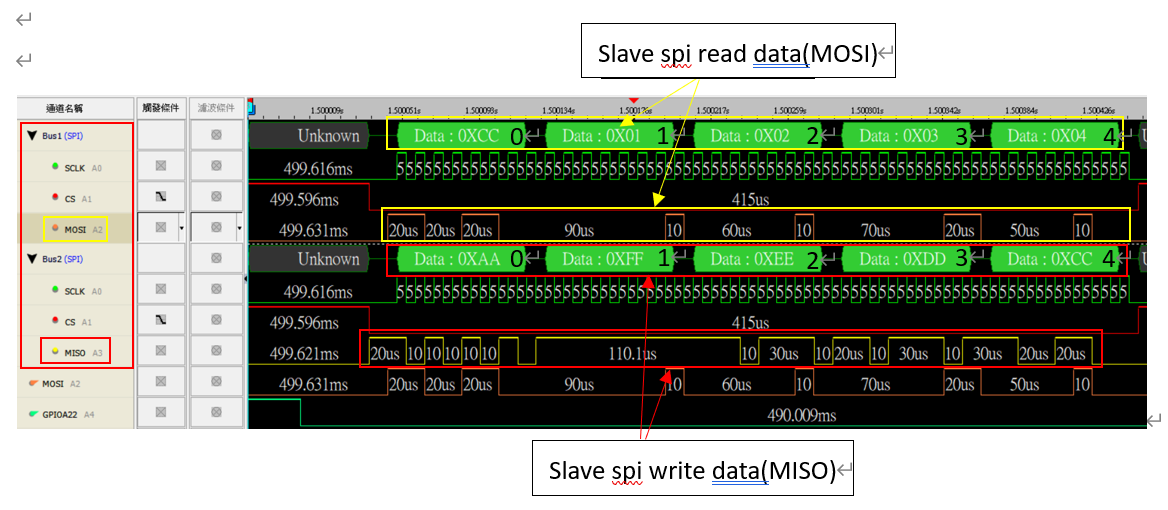 Slave spi read data(MOSI)
通道名稱 觸發條件 濾波條件 1.500009s 1.500051s 1.500093s 1.500134s 1.500176s 1.500217s 1.500259s 1.500301s 1.500342s 1.500384s 1.500426s
Bus1 (SPI) Unknown Data : 0XCC 0 Data : 0X01 1 Data : 0X02 2 Data : 0X03 3 Data : 0X04 4
SCLK A0 499.616ms 5555555555555555555555555555555555555555555555555555555555555555555555555555555
CS A1 499.596ms 415us
MOSI A2 499.631ms 20us 20us 20us 90us 10 60us 10 70us 20us 50us 10
Bus2 (SPI) Unknown Data : 0XAA 0 Data : 0XFF 1 Data : 0XEE 2 Data : 0XDD 3 Data : 0XCC 4
SCLK A0 499.616ms 5555555555555555555555555555555555555555555555555555555555555555555555555555555
CS A1 499.596ms 415us
MISO A3 499.621ms 20us 10 10 10 10 10 110.1us 10 30us 10 20us 10 30us 10 30us 20us 20us
MOSI A2 499.631ms 20us 20us 20us 90us 10 60us 10 70us 20us 50us 10
GPIOA22 A4 490.009ms
Slave spi write data(MISO)